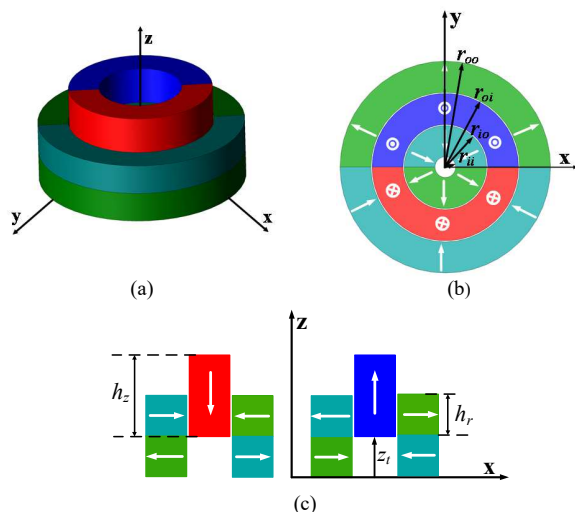 z
y
x
(a)
y
r_oo
r_oi
r_io
r_ii
x
(b)
z
h_z
h_r
z_t
x
(c)